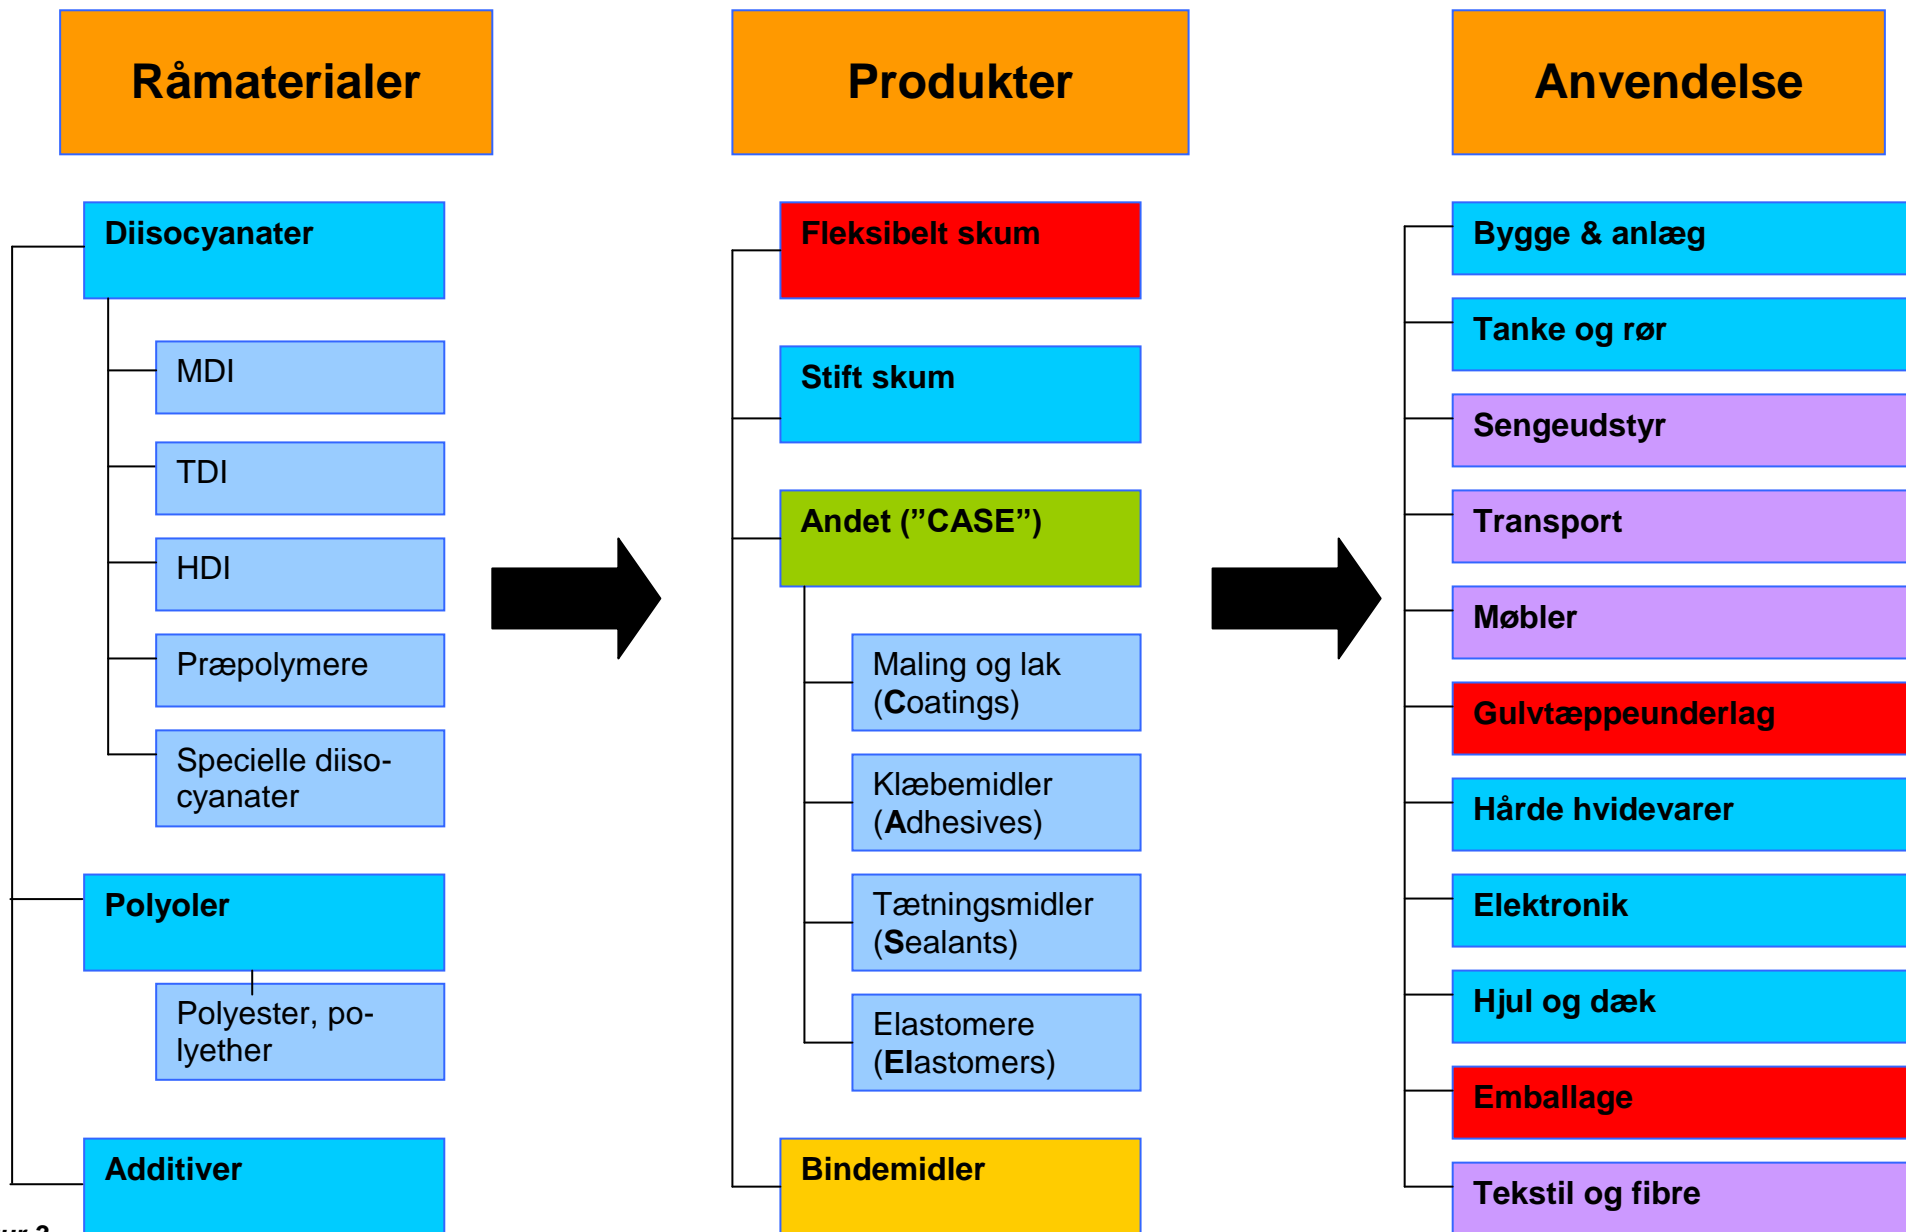 Råmaterialer
Diisocyanater
MDI
TDI
HDI
Præpolymere
Specielle diiso-
cyanater
Polyoler
Polyester, po-
lyether
Additiver
Produkter
Fleksibelt skum
Stift skum
Andet (”CASE”)
Maling og lak
(Coatings)
Klæbemidler
(Adhesives)
Tætningsmidler
(Sealants)
Elastomere
(Elastomers)
Bindemidler
Anvendelse
Bygge & anlæg
Tanke og rør
Sengeudstyr
Transport
Møbler
Gulvtæppeunderlag
Hårde hvidevarer
Elektronik
Hjul og dæk
Emballage
Tekstil og fibre